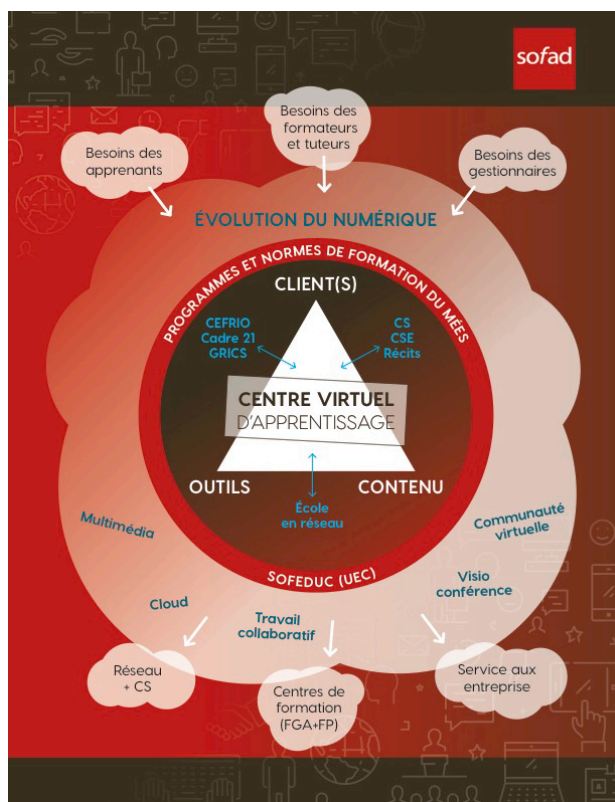 sofad
Besoins des
formateurs
et tuteurs
Besoins des
apprenants
Besoins des
gestionnaires
ÉVOLUTION DU NUMÉRIQUE
PROGRAMMES ET NORMES DE FORMATION DU MÉES
CLIENT(S)
CEFRIO
Cadre 21
GRICS
CS
CSE
Récits
CENTRE VIRTUEL
D'APPRENTISSAGE
OUTILS
CONTENU
École
en réseau
SOFEDUC (UEC)
Multimédia
Communauté
virtuelle
Visio
conférence
Cloud
Travail
collaboratif
Réseau
+ CS
Centres de
formation
(FGA+FP)
Service aux
entreprise